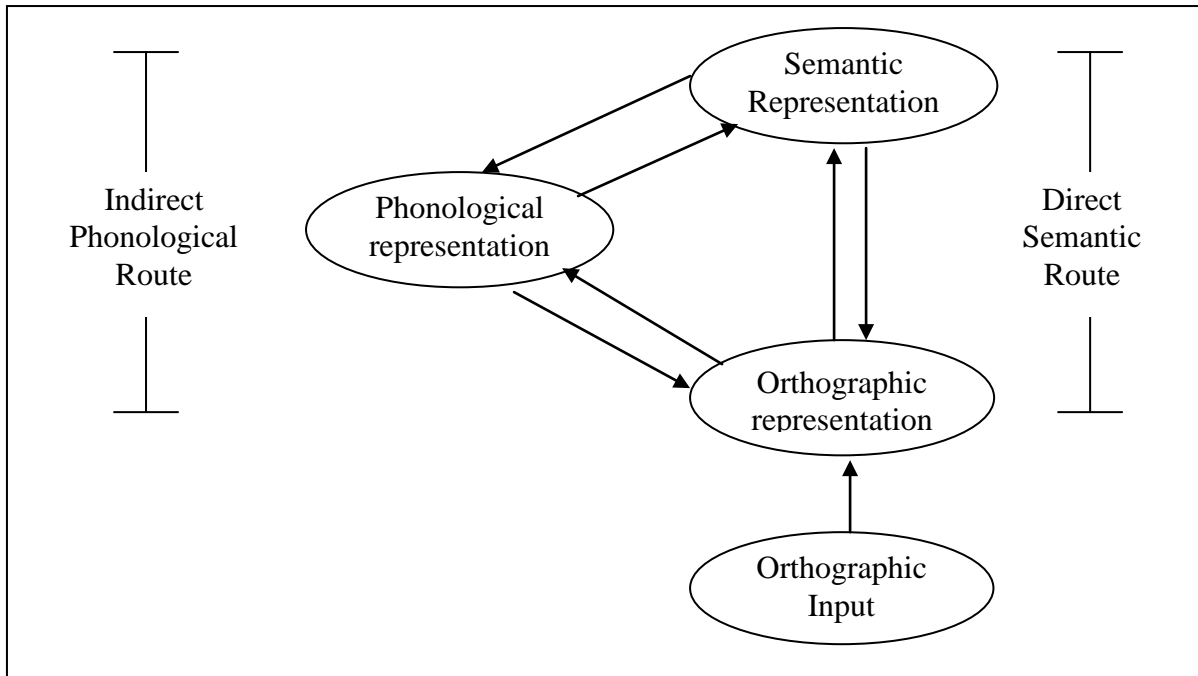 Semantic
Representation
Indirect
Phonological
Route
Phonological
representation
Direct
Semantic
Route
Orthographic
representation
Orthographic
Input